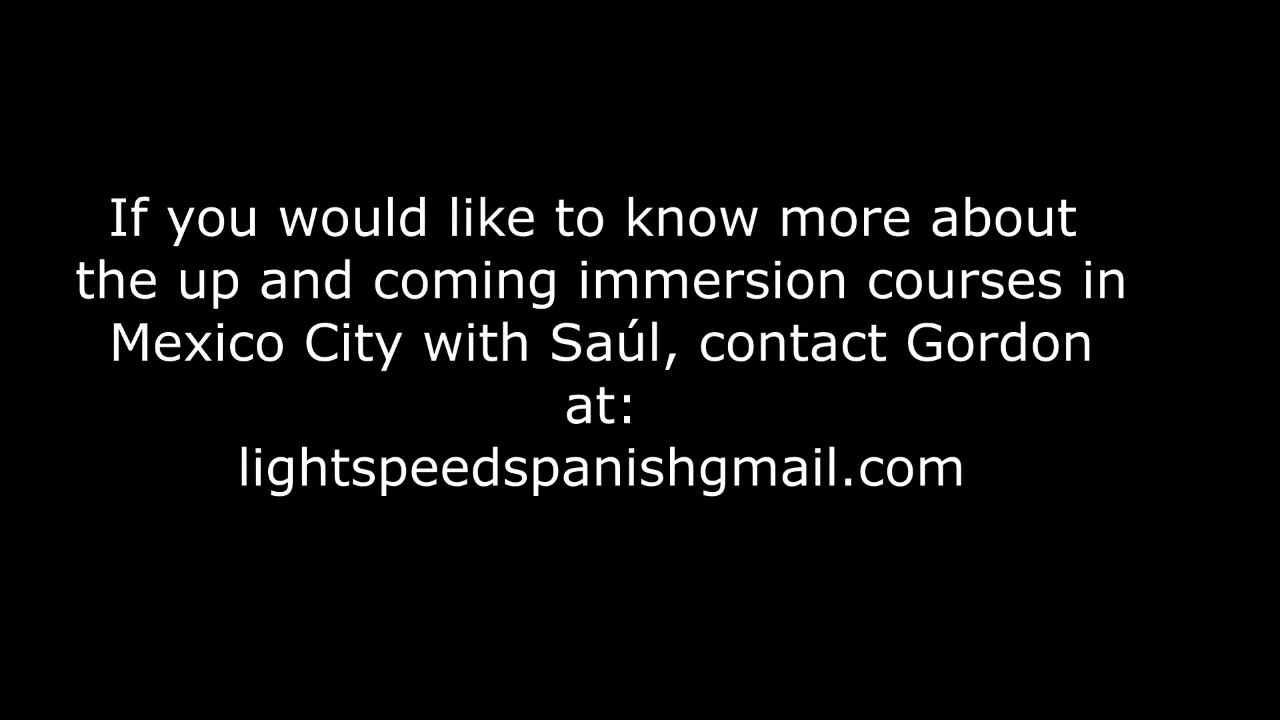 If you would like to know more about
the up and coming immersion courses in
Mexico City with Saúl, contact Gordon
at:
lightspeedspanishgmail.com